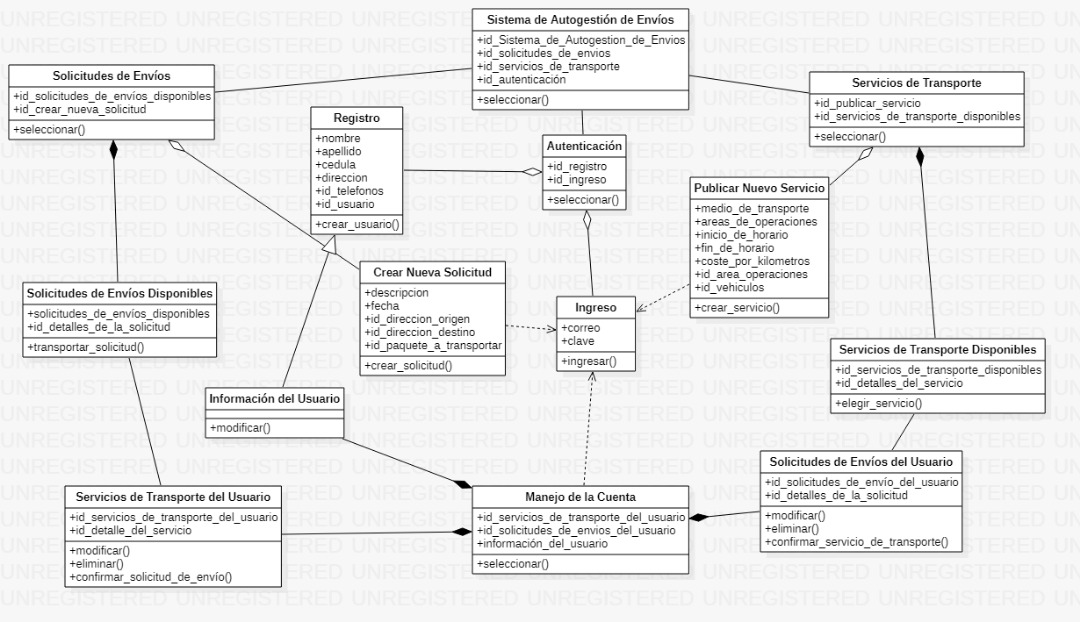 Sistema de Autogestión de Envíos
+id_Sistema_de_Autogestion_de_Envios
+id_solicitudes_de_envios
+id_servicios_de_transporte
+id_autenticación
+seleccionar()
Solicitudes de Envíos
+id_solicitudes_de_envíos_disponibles
+id_crear_nueva_solicitud
+seleccionar()
Servicios de Transporte
+id_publicar_servicio
+id_servicios_de_transporte_disponibles
+seleccionar()
Registro
+nombre
+apellido
+cedula
+direccion
+id_telefonos
+id_usuario
+crear_usuario()
Autenticación
+id_registro
+id_ingreso
+seleccionar()
Publicar Nuevo Servicio
+medio_de_transporte
+areas_de_operaciones
+inicio_de_horario
+fin_de_horario
+coste_por_kilometros
+id_area_operaciones
+id_vehiculos
+crear_servicio()
Crear Nueva Solicitud
+descripcion
+fecha
+id_direccion_origen
+id_direccion_destino
+id_paquete_a_transportar
+crear_solicitud()
Solicitudes de Envíos Disponibles
+solicitudes_de_envíos_disponibles
+id_detalles_de_la_solicitud
+transportar_solicitud()
Ingreso
+correo
+clave
+ingresar()
Servicios de Transporte Disponibles
+id_servicios_de_transporte_disponibles
+id_detalles_del_servicio
+elegir_servicio()
Información del Usuario
+modificar()
Solicitudes de Envíos del Usuario
+id_solicitudes_de_envío_del_usuario
+id_detalles_de_la_solicitud
+modificar()
+eliminar()
+confirmar_servicio_de_transporte()
Servicios de Transporte del Usuario
+id_servicios_de_transporte_del_usuario
+id_detalle_del_servicio
+modificar()
+eliminar()
+confirmar_solicitud_de_envío()
Manejo de la Cuenta
+id_servicios_de_transporte_del_usuario
+id_solicitudes_de_envios_del_usuario
+información_del_usuario
+seleccionar()
UNREGISTERED UNREGISTERED UNREGISTERED UNREGISTERED UNREGISTERED UNREGISTERED